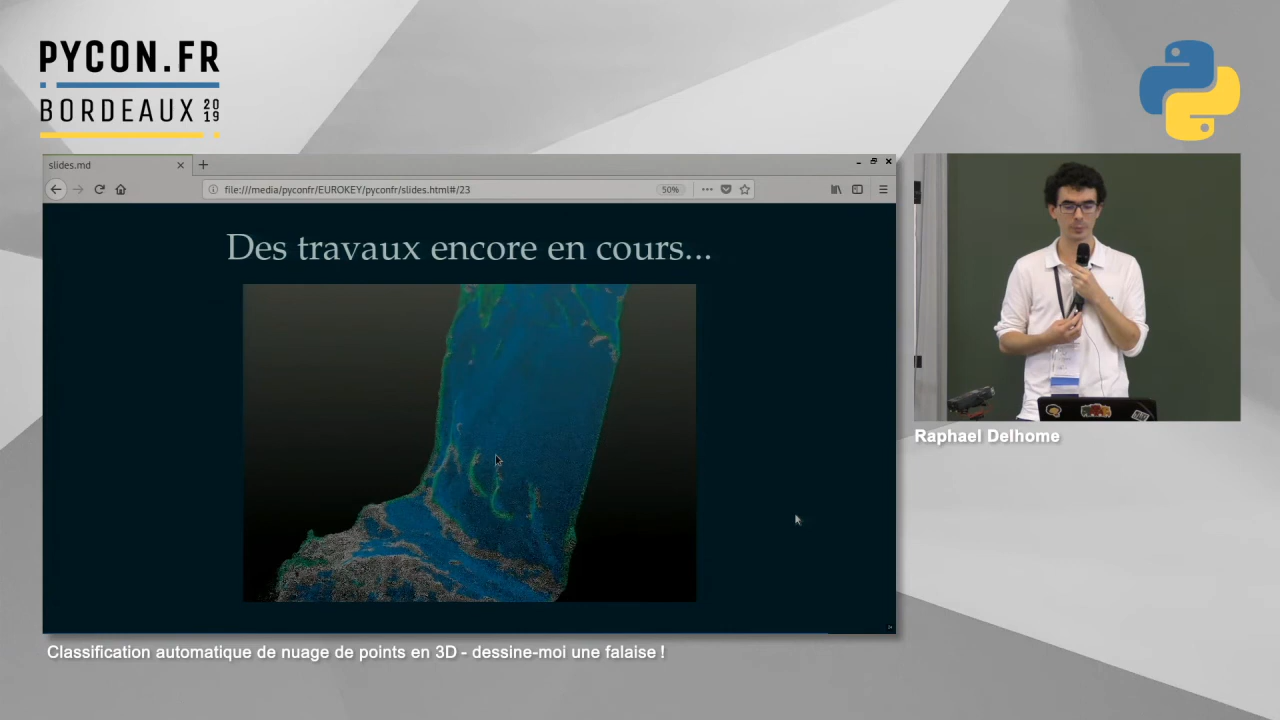 PYCON.FR
BORDEAUX 2019
slides.md
file:///media/pyconfr/EUROKEY/pyconfr/slides.html#/23
50%
Des travaux encore en cours...
Raphael Delhome
Classification automatique de nuage de points en 3D - dessine-moi une falaise !